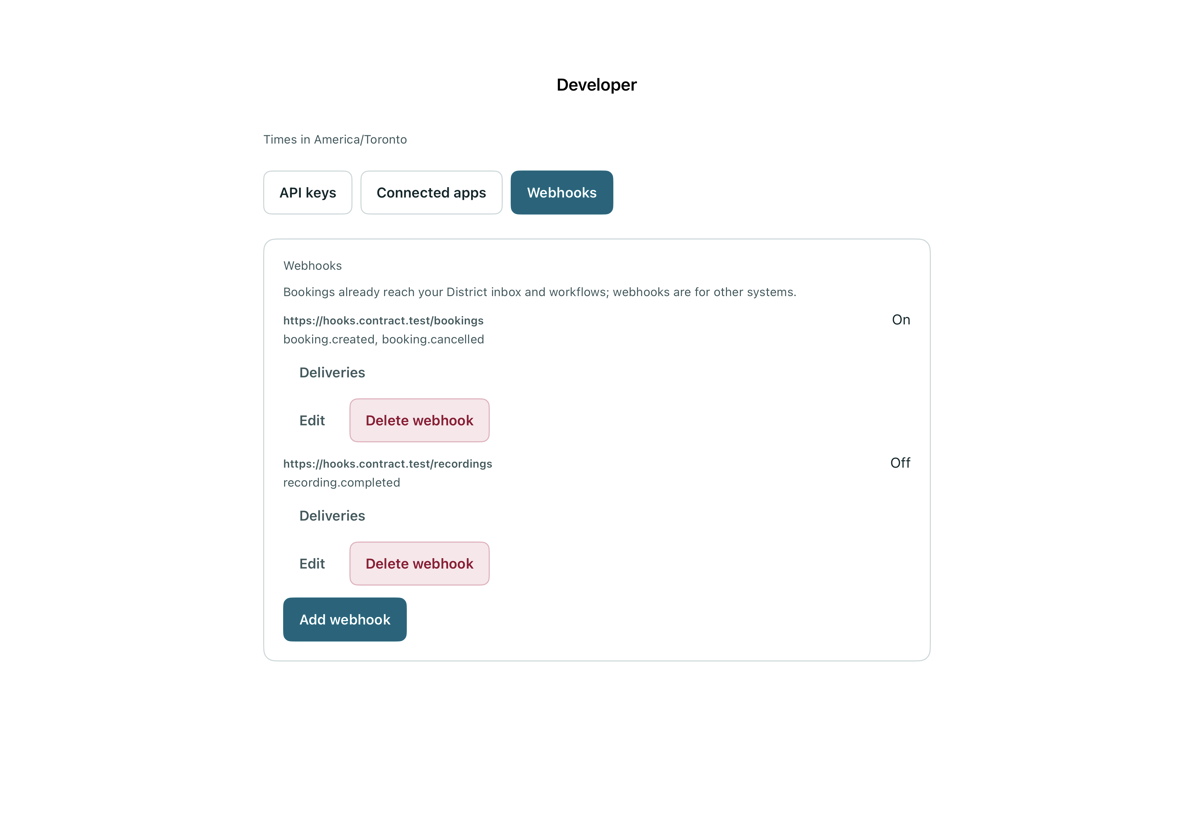 Developer
Times in America/Toronto
API keys Connected apps Webhooks
Webhooks
Bookings already reach your District inbox and workflows; webhooks are for other systems.
https://hooks.contract.test/bookings On
booking.created, booking.cancelled
Deliveries
Edit Delete webhook
https://hooks.contract.test/recordings Off
recording.completed
Deliveries
Edit Delete webhook
Add webhook